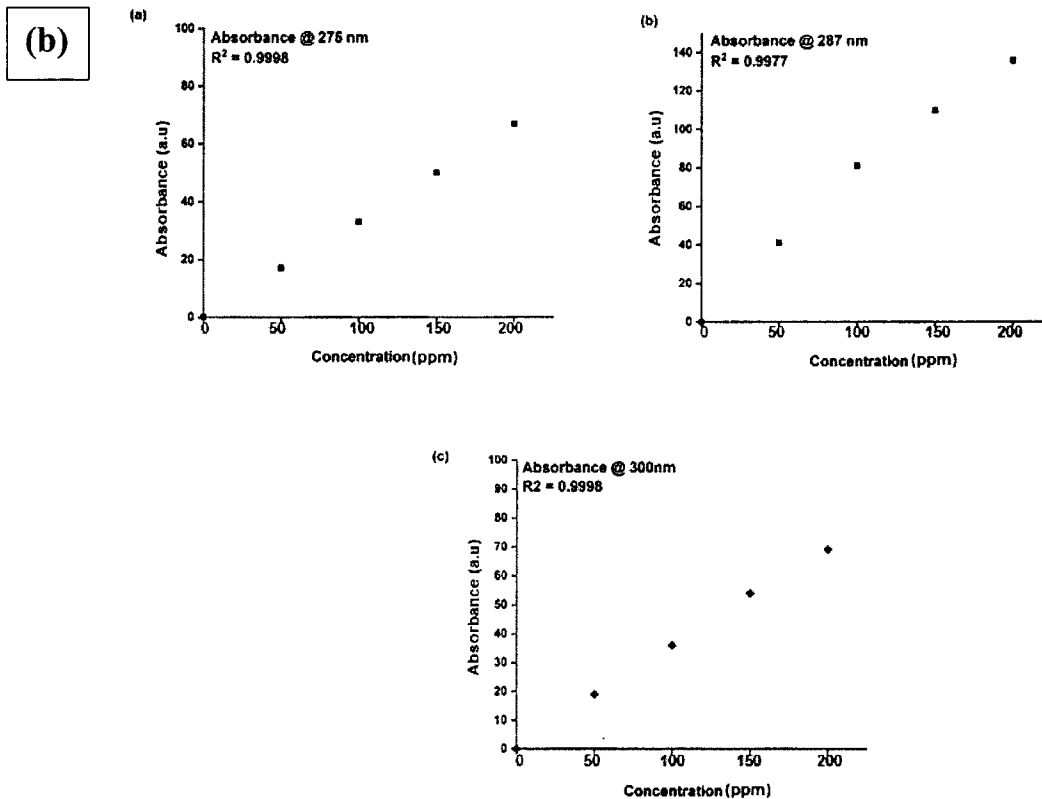 (b)
(a)
Absorbance @ 275 nm
R² = 0.9998
100
80
60
40
20
0
Absorbance (a.u)
0 50 100 150 200
Concentration (ppm)
(b)
Absorbance @ 287 nm
R² = 0.9977
140
120
100
80
60
40
20
0
Absorbance (a.u)
0 50 100 150 200
Concentration (ppm)
(c)
Absorbance @ 300nm
R2 = 0.9998
100
90
80
70
60
50
40
30
20
10
0
Absorbance (a.u)
0 50 100 150 200
Concentration (ppm)